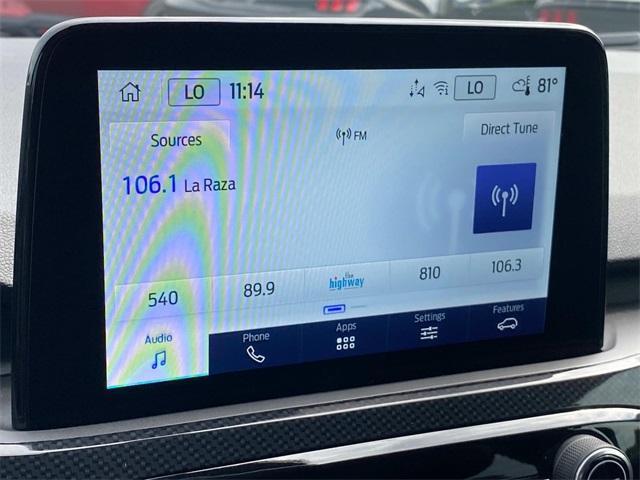 LO 11:14 LO 81°
Sources FM Direct Tune
106.1 La Raza
540 89.9 the highway 810 106.3
Audio Phone Apps Settings Features